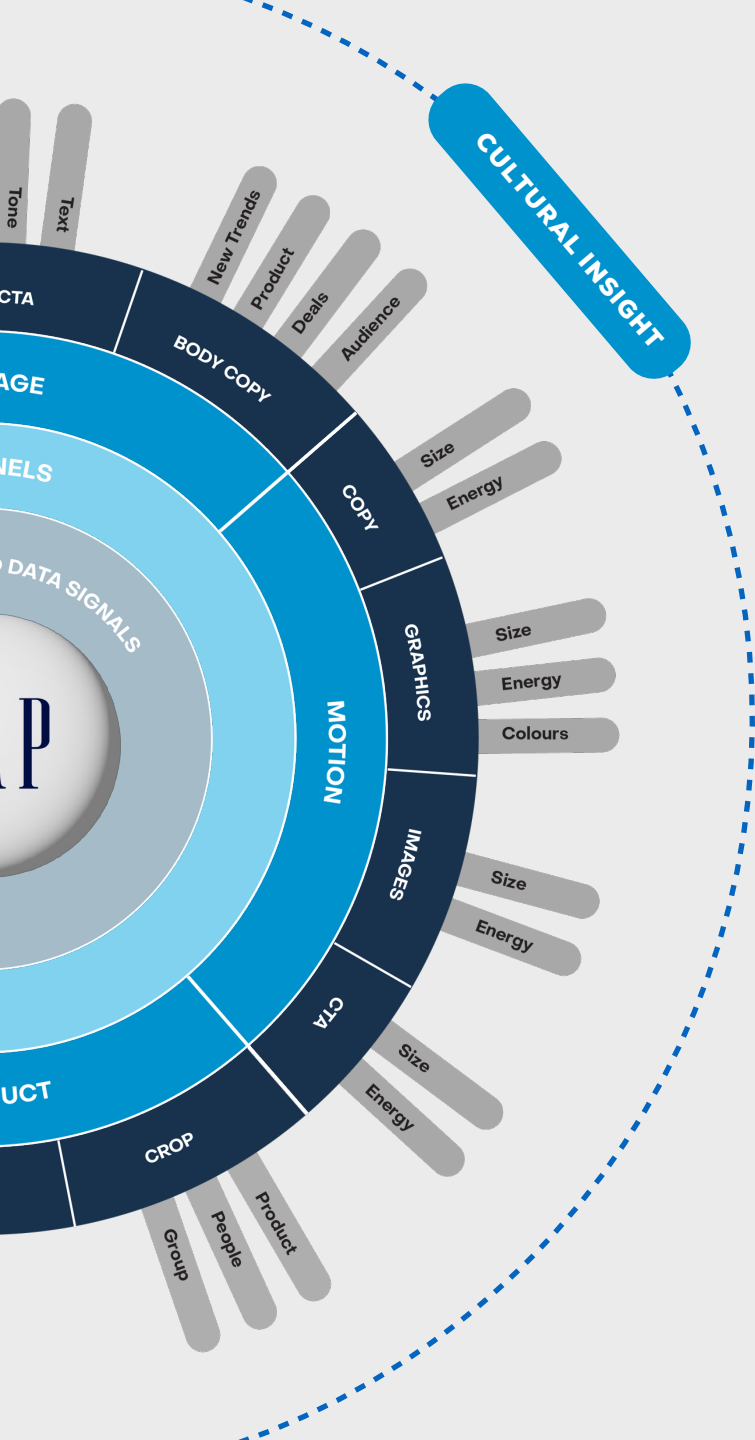 CULTURAL INSIGHT
Tone
Text
New Trends
Product
Deals
Audience
CTA
BODY COPY
AGE
NELS
DATA SIGNALS
AP
MOTION
COPY
Size
Energy
GRAPHICS
Size
Energy
Colours
IMAGES
Size
Energy
CTA
Size
Energy
UCT
CROP
Product
People
Group